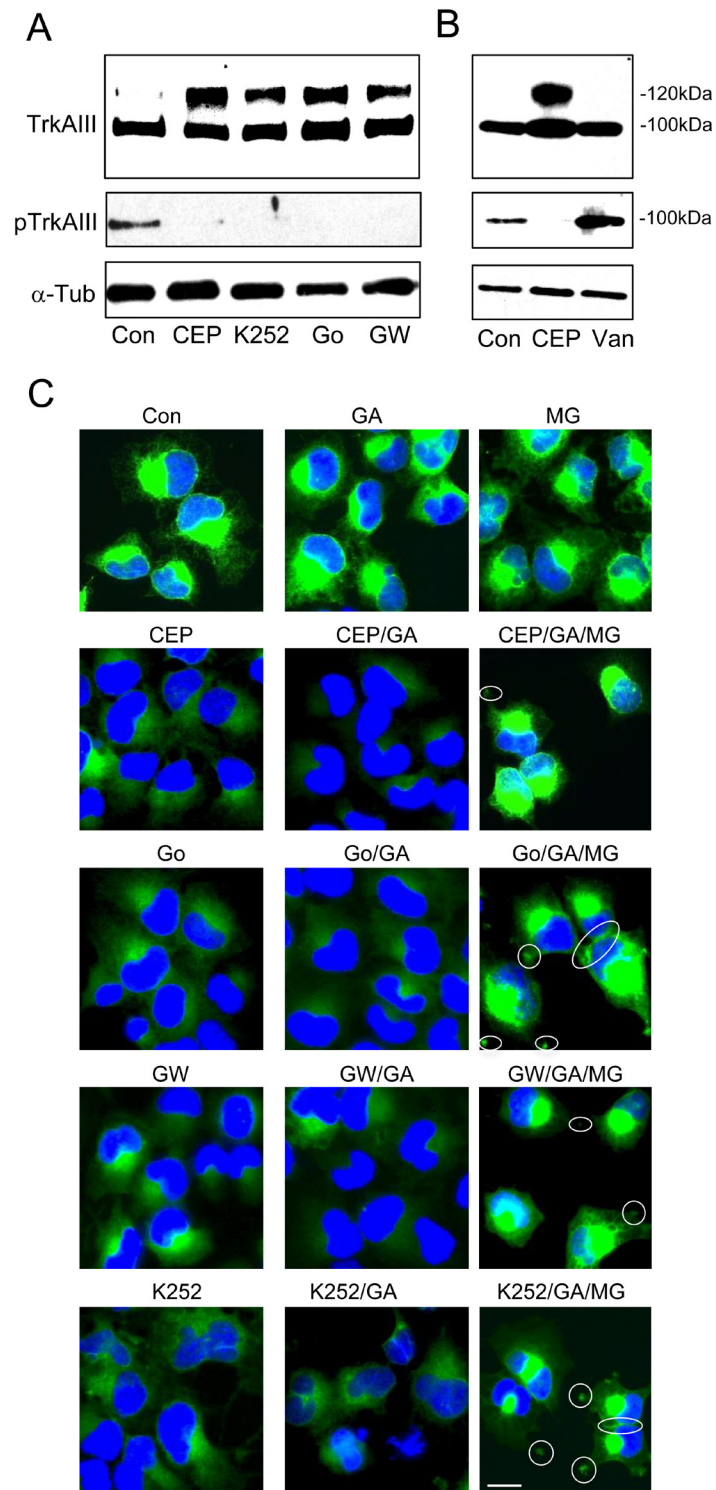 A
B
TrkAIII
-120kDa
-100kDa
pTrkAIII
-100kDa
α-Tub
Con CEP K252 Go GW
Con CEP Van
C
Con GA MG
CEP CEP/GA CEP/GA/MG
Go Go/GA Go/GA/MG
GW GW/GA GW/GA/MG
K252 K252/GA K252/GA/MG